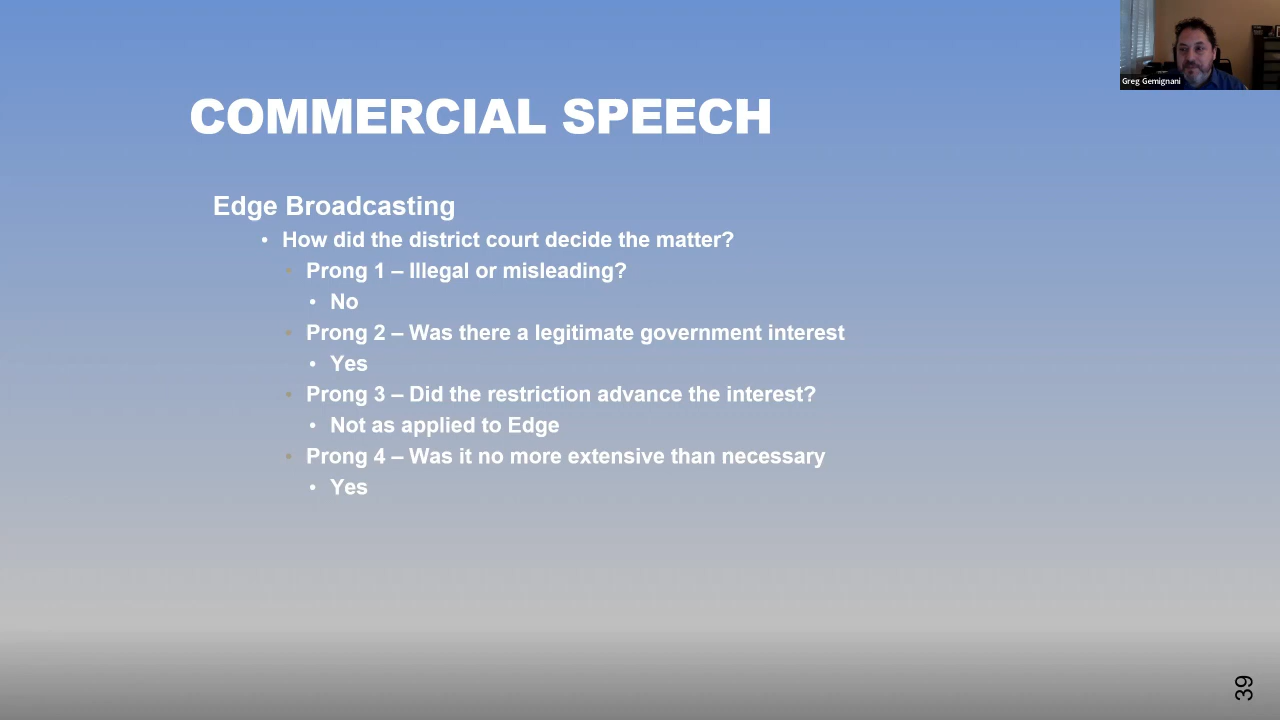 Greg Gemignani
COMMERCIAL SPEECH
Edge Broadcasting
• How did the district court decide the matter?
• Prong 1 – Illegal or misleading?
• No
• Prong 2 – Was there a legitimate government interest
• Yes
• Prong 3 – Did the restriction advance the interest?
• Not as applied to Edge
• Prong 4 – Was it no more extensive than necessary
• Yes
39